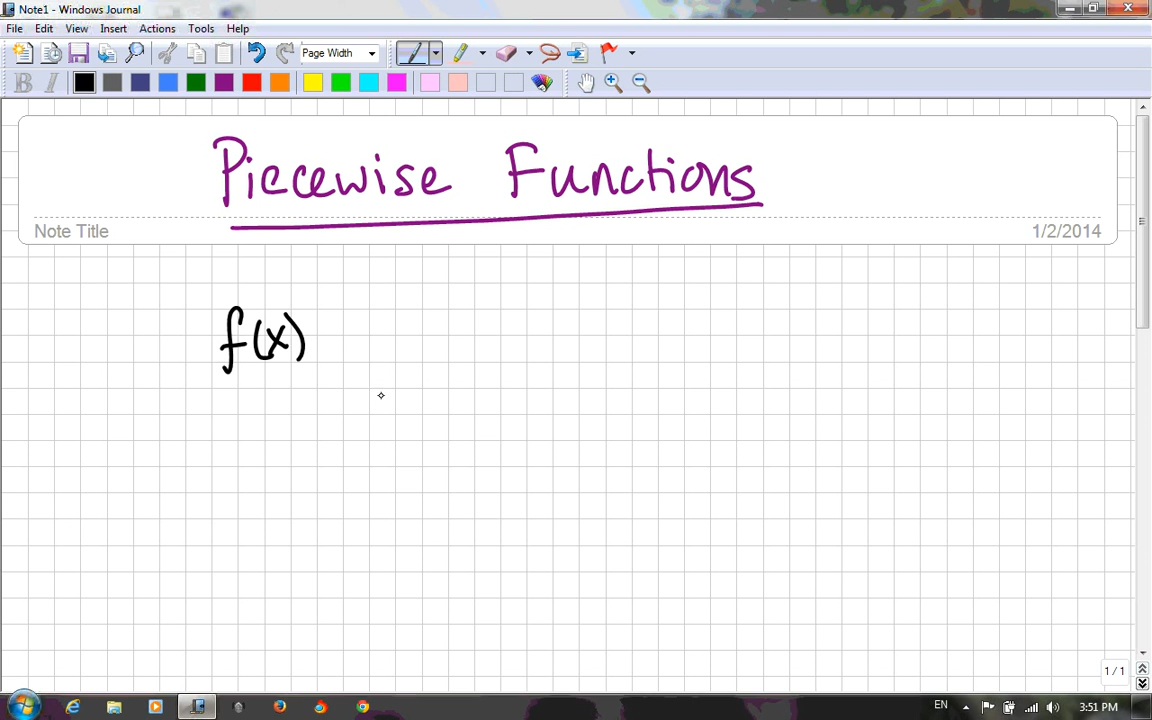 Note1 - Windows Journal
File Edit View Insert Actions Tools Help
Page Width
B I
Piecewise Functions
Note Title 1/2/2014
f(x)
1 / 1
EN 3:51 PM